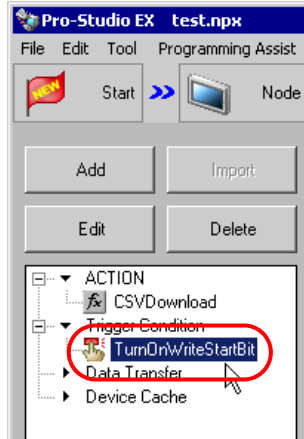 Pro-Studio EX test.npx
File Edit Tool Programming Assist
NEW Start Node
Add Import
Edit Delete
ACTION
fx CSVDownload
Trigger Condition
TurnOnWriteStartBit
Data Transfer
Device Cache